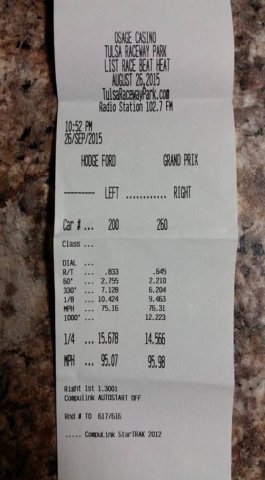 OSAGE CASINO
TULSA RACEWAY PARK
LIST RACE BEAT HEAT
AUGUST 26,2015
TulsaRacewayPark.com
Radio Station 102.7 FM
10:52 PM
26/SEP/2015
HODGE FORD GRAND PRIX
--------- LEFT ............ RIGHT
Car # ... 200 260
Class ...
DIAL ...
R/T ... .833 .645
60' ... 2.755 2.210
330' ... 7.128 6.204
1/8 ... 10.424 9.463
MPH ... 75.16 76.31
1000' ... 12.223
1/4 ... 15.678 14.566
MPH ... 95.07 95.98
Right 1st 1.3001
Compulink AUTOSTART OFF
Rnd # TO 617/616
..... CompuLink StarTRAK 2012